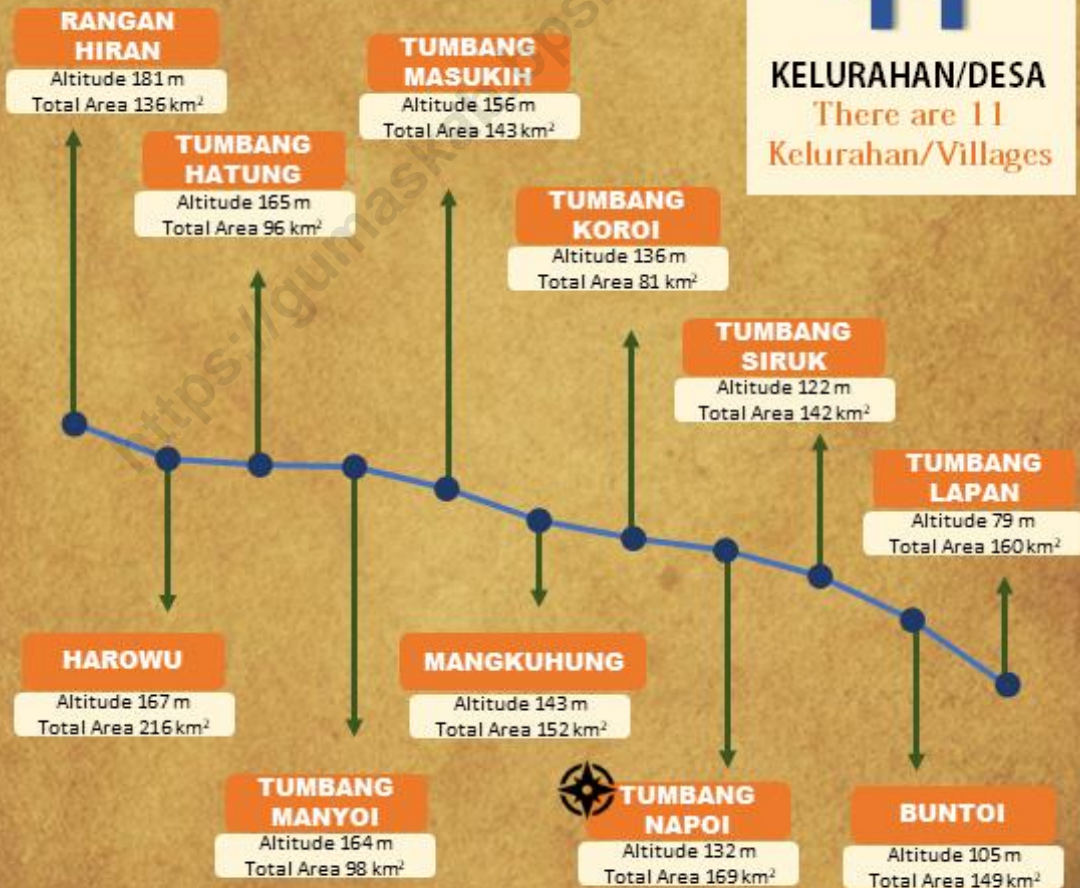 RANGAN
HIRAN
Altitude 181 m
Total Area 136 km²
TUMBANG
MASUKIH
Altitude 156 m
Total Area 143 km²
KELURAHAN/DESA
There are 11
Kelurahan/Villages
TUMBANG
HATUNG
Altitude 165 m
Total Area 96 km²
TUMBANG
KOROI
Altitude 136 m
Total Area 81 km²
TUMBANG
SIRUK
Altitude 122 m
Total Area 142 km²
TUMBANG
LAPAN
Altitude 79 m
Total Area 160 km²
HAROWU
Altitude 167 m
Total Area 216 km²
MANGKUHUNG
Altitude 143 m
Total Area 152 km²
TUMBANG
MANYOI
Altitude 164 m
Total Area 98 km²
TUMBANG
NAPOI
Altitude 132 m
Total Area 169 km²
BUNTOI
Altitude 105 m
Total Area 149 km²